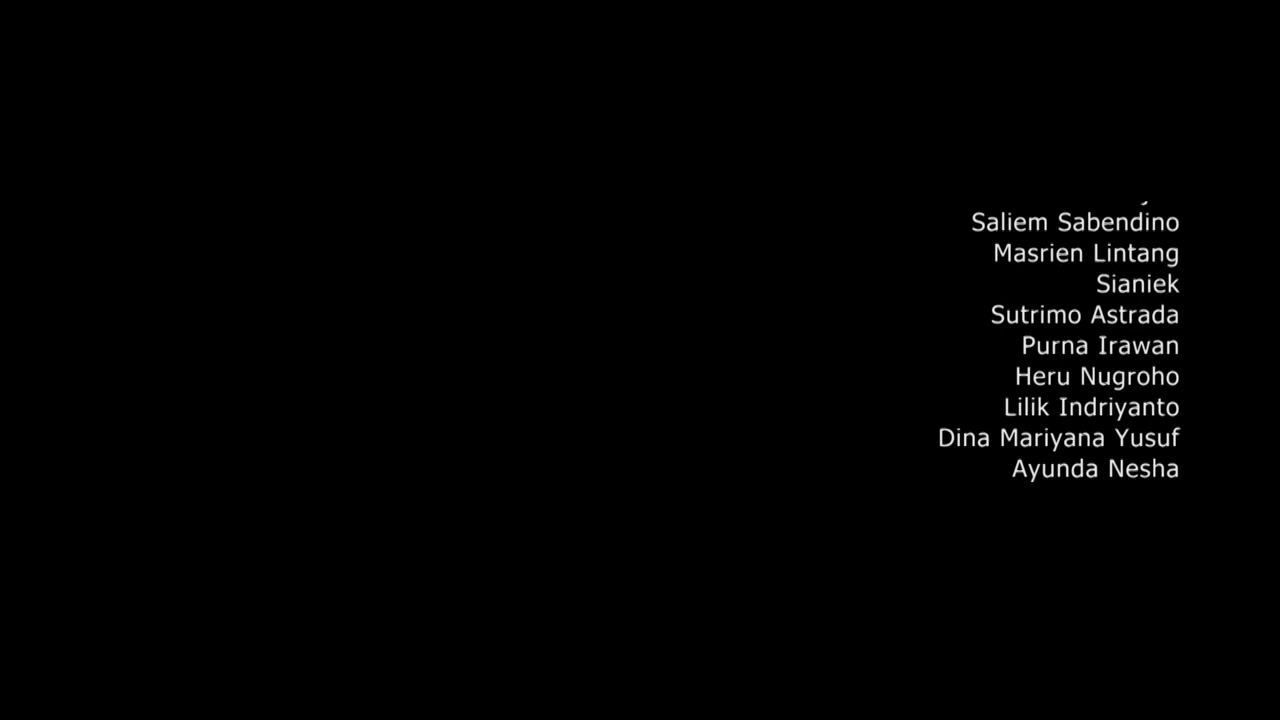 Saliem Sabendino
Masrien Lintang
Sianiek
Sutrimo Astrada
Purna Irawan
Heru Nugroho
Lilik Indriyanto
Dina Mariyana Yusuf
Ayunda Nesha